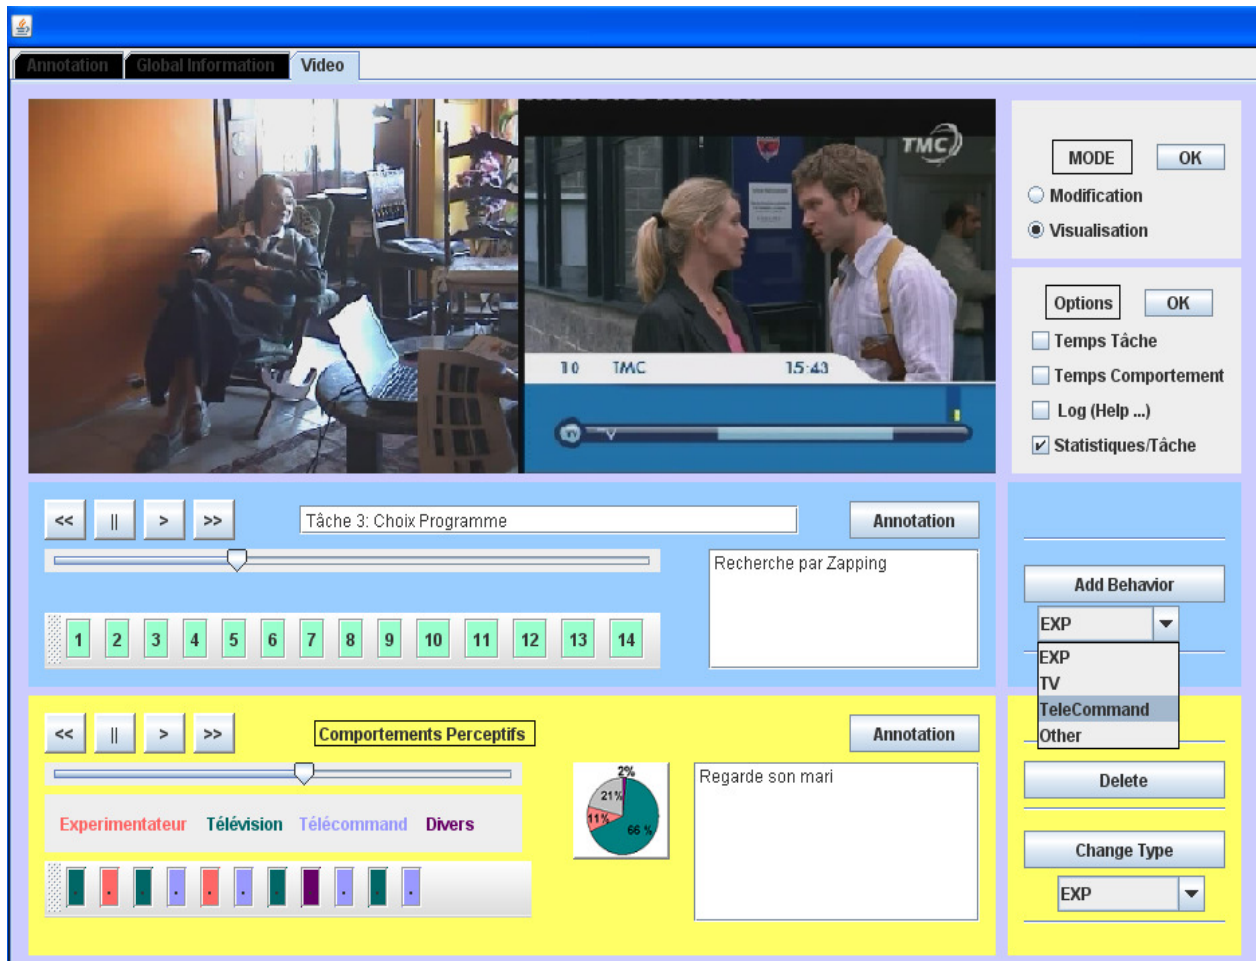 Annotation
Global Information
Video
TMC
10 TMC 15:43
MODE
OK
Modification
Visualisation
Options
OK
Temps Tâche
Temps Comportement
Log (Help ...)
Statistiques/Tâche
<< || > >>
Tâche 3: Choix Programme
Annotation
Recherche par Zapping
1 2 3 4 5 6 7 8 9 10 11 12 13 14
Add Behavior
EXP
EXP
TV
TeleCommand
Other
<< || > >>
Comportements Perceptifs
Annotation
Regarde son mari
2%
21%
11%
66 %
Experimentateur Télévision Télécommand Divers
Delete
Change Type
EXP